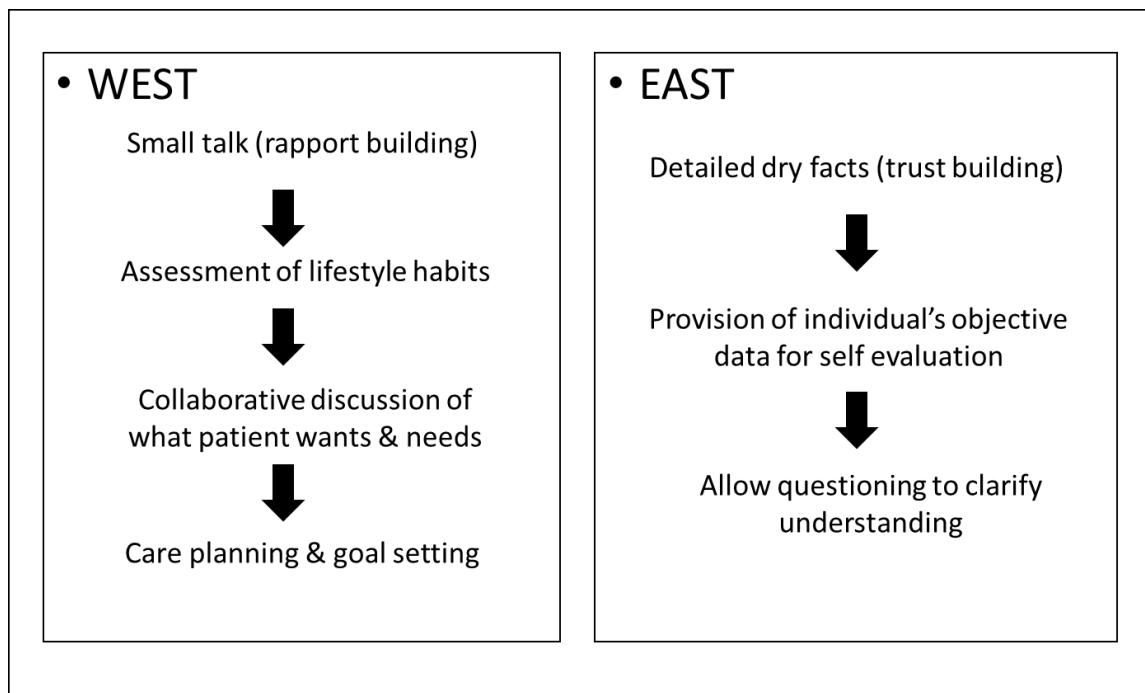 • WEST
Small talk (rapport building)
Assessment of lifestyle habits
Collaborative discussion of
what patient wants & needs
Care planning & goal setting
• EAST
Detailed dry facts (trust building)
Provision of individual’s objective
data for self evaluation
Allow questioning to clarify
understanding